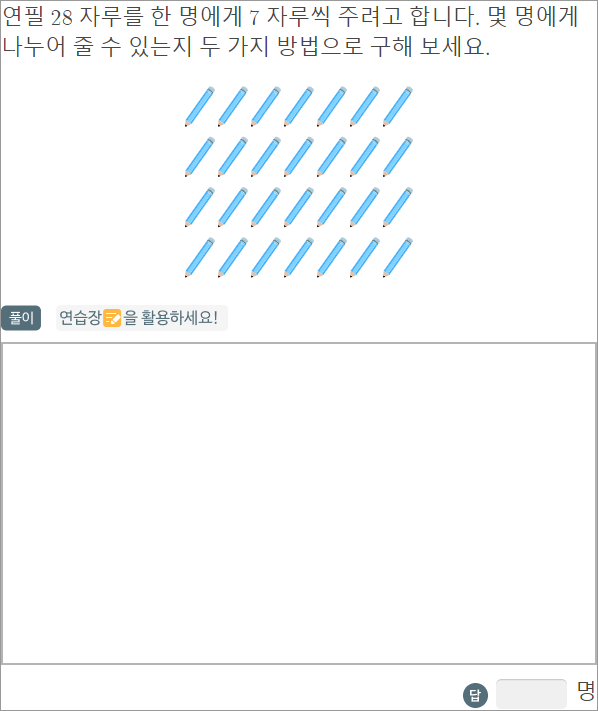 연필 28 자루를 한 명에게 7 자루씩 주려고 합니다. 몇 명에게
나누어 줄 수 있는지 두 가지 방법으로 구해 보세요.
풀이 연습장을 활용하세요!
답 명